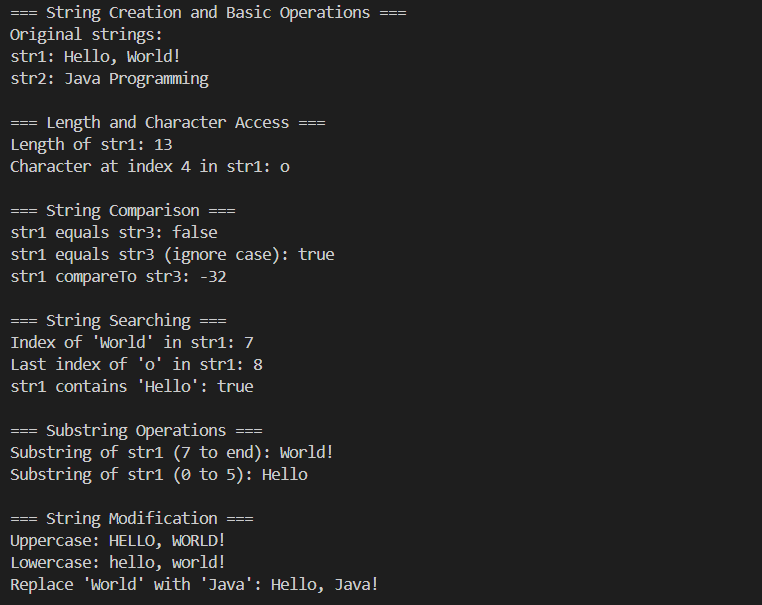 === String Creation and Basic Operations ===
Original strings:
str1: Hello, World!
str2: Java Programming
=== Length and Character Access ===
Length of str1: 13
Character at index 4 in str1: o
=== String Comparison ===
str1 equals str3: false
str1 equals str3 (ignore case): true
str1 compareTo str3: -32
=== String Searching ===
Index of 'World' in str1: 7
Last index of 'o' in str1: 8
str1 contains 'Hello': true
=== Substring Operations ===
Substring of str1 (7 to end): World!
Substring of str1 (0 to 5): Hello
=== String Modification ===
Uppercase: HELLO, WORLD!
Lowercase: hello, world!
Replace 'World' with 'Java': Hello, Java!